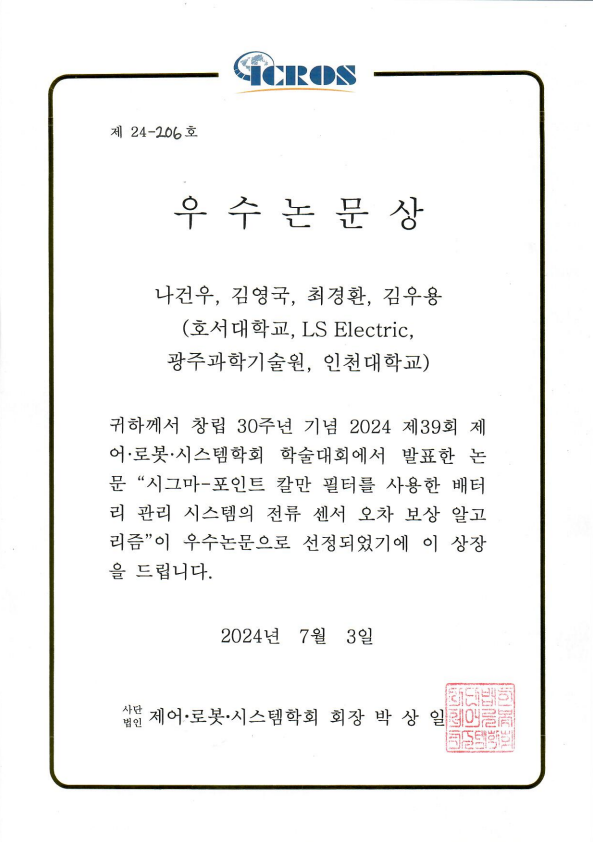 ICROS
제 24-206호
우수논문상
나건우, 김영국, 최경환, 김우용
(호서대학교, LS Electric,
광주과학기술원, 인천대학교)
귀하께서 창립 30주년 기념 2024 제39회 제
어·로봇·시스템학회 학술대회에서 발표한 논
문 “시그마-포인트 칼만 필터를 사용한 배터
리 관리 시스템의 전류 센서 오차 보상 알고
리즘”이 우수논문으로 선정되었기에 이 상장
을 드립니다.
2024년 7월 3일
사단
법인 제어·로봇·시스템학회 회장 박 상 일